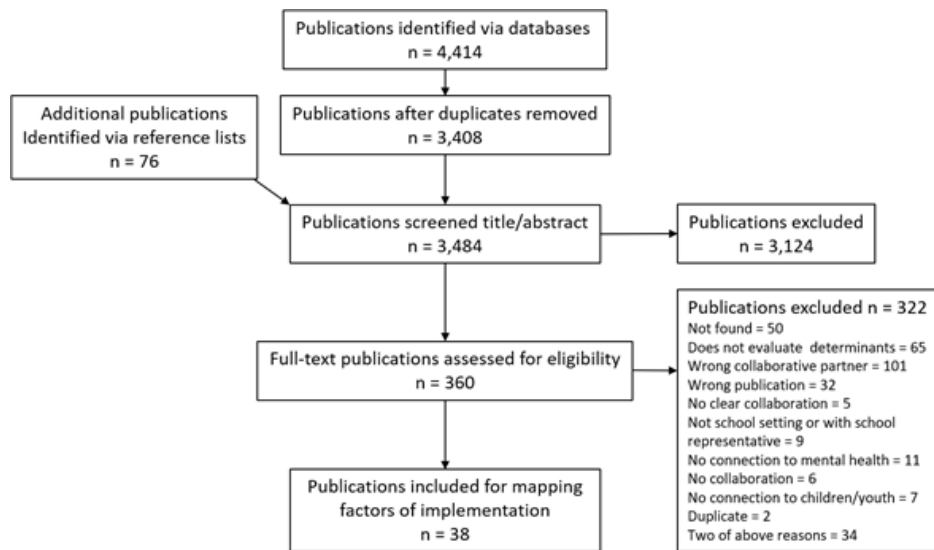 Publications identified via databases
n = 4,414
Additional publications
Identified via reference lists
n = 76
Publications after duplicates removed
n = 3,408
Publications screened title/abstract
n = 3,484
Publications excluded
n = 3,124
Full-text publications assessed for eligibility
n = 360
Publications excluded n = 322
Not found = 50
Does not evaluate determinants = 65
Wrong collaborative partner = 101
Wrong publication = 32
No clear collaboration = 5
Not school setting or with school
representative = 9
No connection to mental health = 11
No collaboration = 6
No connection to children/youth = 7
Duplicate = 2
Two of above reasons = 34
Publications included for mapping
factors of implementation
n = 38